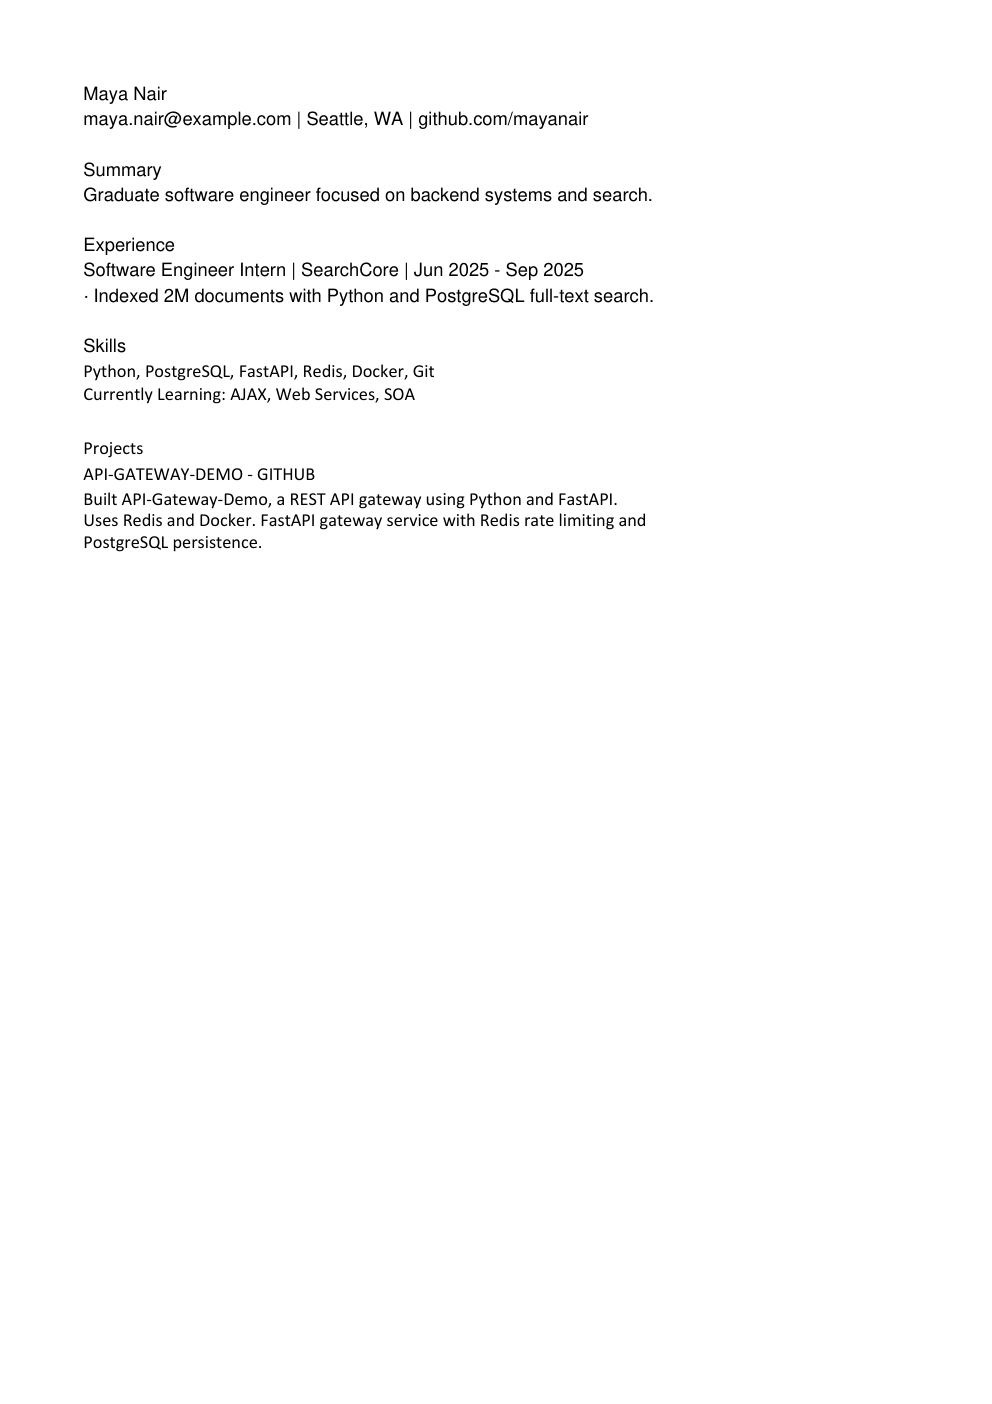 Maya Nair
maya.nair@example.com | Seattle, WA | github.com/mayanair
Summary
Graduate software engineer focused on backend systems and search.
Experience
Software Engineer Intern | SearchCore | Jun 2025 - Sep 2025
· Indexed 2M documents with Python and PostgreSQL full-text search.
Skills
Python, PostgreSQL, FastAPI, Redis, Docker, Git
Currently Learning: AJAX, Web Services, SOA
Projects
API-GATEWAY-DEMO - GITHUB
Built API-Gateway-Demo, a REST API gateway using Python and FastAPI.
Uses Redis and Docker. FastAPI gateway service with Redis rate limiting and
PostgreSQL persistence.